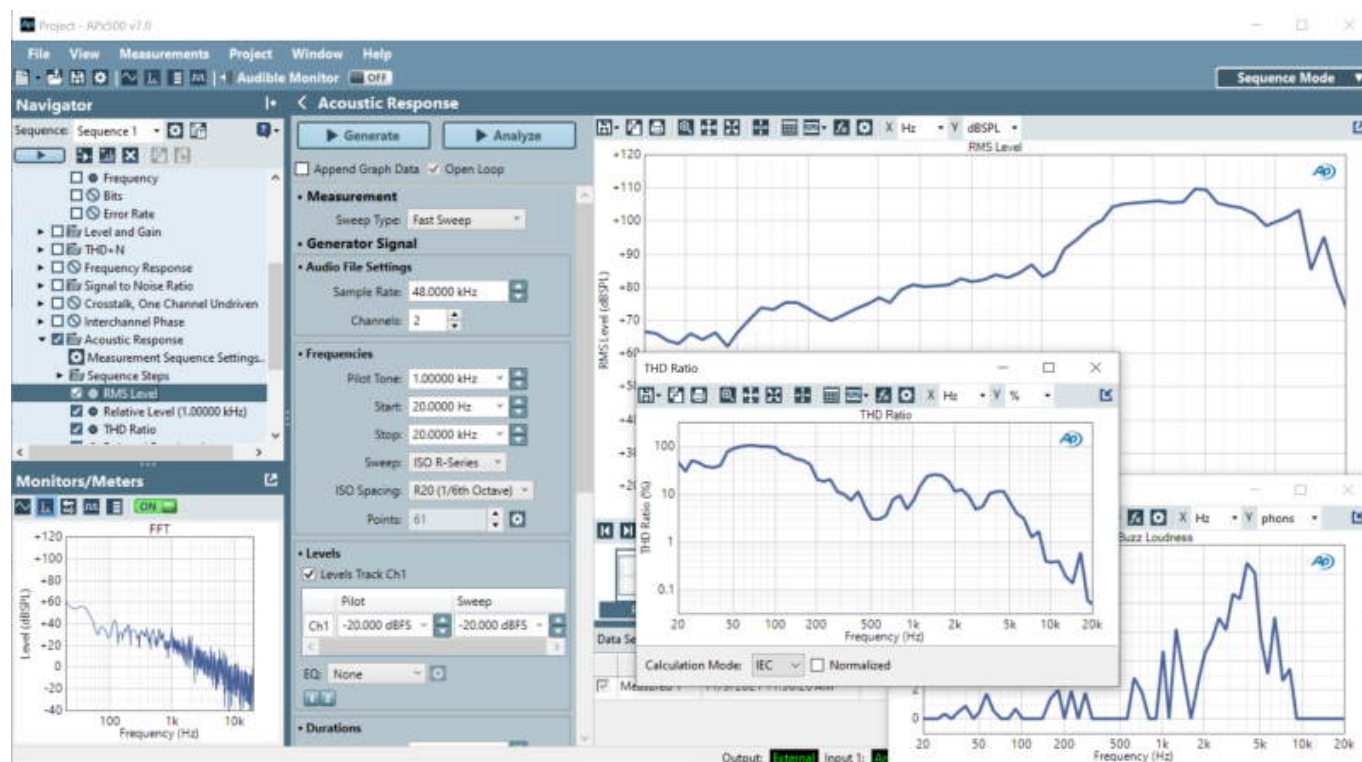 Project - APx500 v7.0
File View Measurements Project Window Help
Audible Monitor OFF
Sequence Mode
Navigator
Sequence: Sequence 1
Frequency
Bits
Error Rate
Level and Gain
THD+N
Frequency Response
Signal to Noise Ratio
Crosstalk, One Channel Undriven
Interchannel Phase
Acoustic Response
Measurement Sequence Settings...
Sequence Steps
RMS Level
Relative Level (1.00000 kHz)
THD Ratio
Monitors/Meters
ON
FFT
+120
+100
+80
+60
+40
+20
0
-20
-40
Level (dBSPL)
100 1k 10k
Frequency (Hz)
Acoustic Response
Generate Analyze
Append Graph Data Open Loop
Measurement
Sweep Type: Fast Sweep
Generator Signal
Audio File Settings
Sample Rate: 48.0000 kHz
Channels: 2
Frequencies
Pilot Tone: 1.00000 kHz
Start: 20.0000 Hz
Stop: 20.0000 kHz
Sweep: ISO R-Series
ISO Spacing: R20 (1/6th Octave)
Points: 61
Levels
Levels Track Ch1
Pilot Sweep
Ch1 -20.000 dBFS -20.000 dBFS
EQ: None
Durations
X Hz Y dBSPL
RMS Level
+120
+110
+100
+90
+80
+70
RMS Level (dBSPL)
AP
THD Ratio
X Hz Y %
THD Ratio
100
10
1
0.1
THD Ratio (%)
AP
20 50 100 200 500 1k 2k 5k 10k 20k
Frequency (Hz)
Calculation Mode: IEC Normalized
X Hz Y phons
Buzz Loudness
AP
2
0
20 50 100 200 500 1k 2k 5k 10k 20k
Frequency (Hz)
Output: External Input 1: